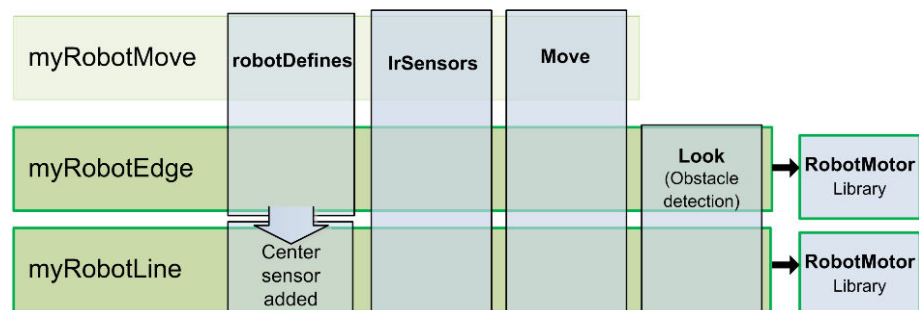 myRobotMove
robotDefines
IrSensors
Move
myRobotEdge
Look
(Obstacle
detection)
RobotMotor
Library
myRobotLine
Center
sensor
added
RobotMotor
Library